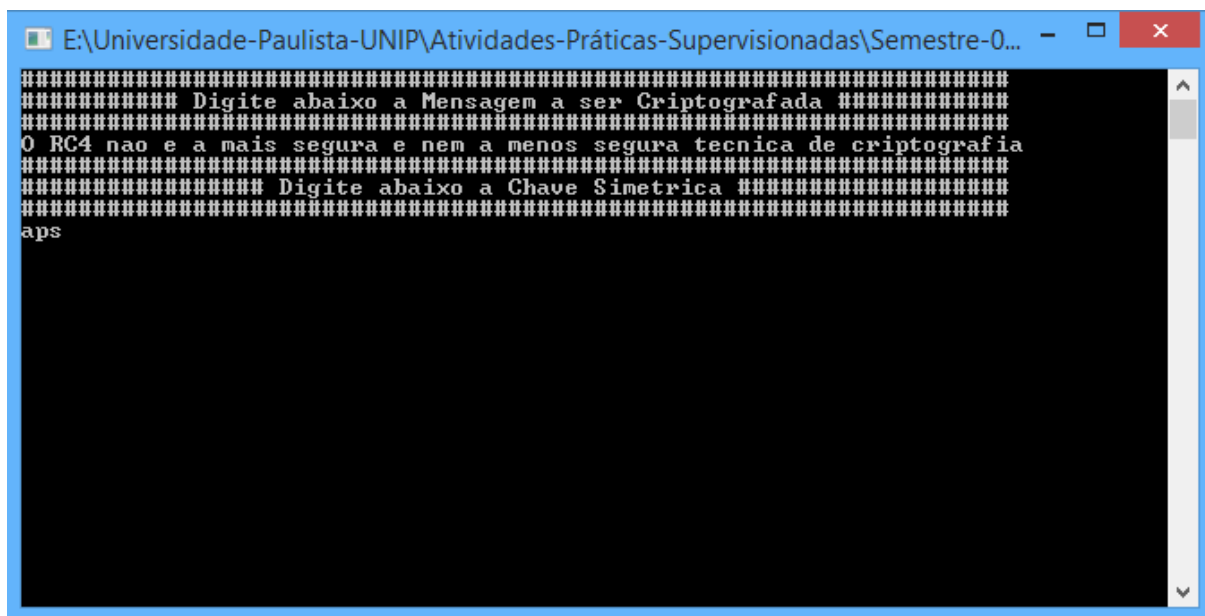 E:\Universidade-Paulista-UNIP\Atividades-Práticas-Supervisionadas\Semestre-0...
#####################################################################
########### Digite abaixo a Mensagem a ser Criptografada ############
#####################################################################
O RC4 nao e a mais segura e nem a menos segura tecnica de criptografia
#####################################################################
################# Digite abaixo a Chave Simetrica ###################
#####################################################################
aps